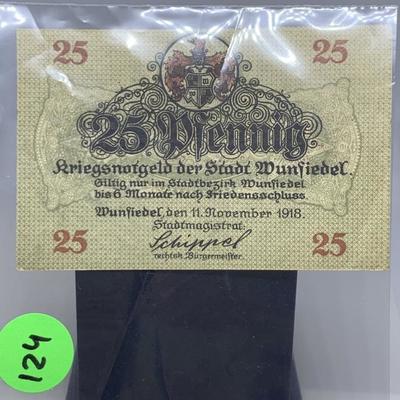 25 25
25 Pfennig
Kriegsnotgeld der Stadt Wunsiedel.
Giltig nur im Stadtbezirk Wunsiedel
bis 6 Monate nach Friedensschluss.
Wunsiedel, den 11. November 1918.
Stadtmagistrat:
Schippel
rechtsk. Bürgermeister.
25 25
124